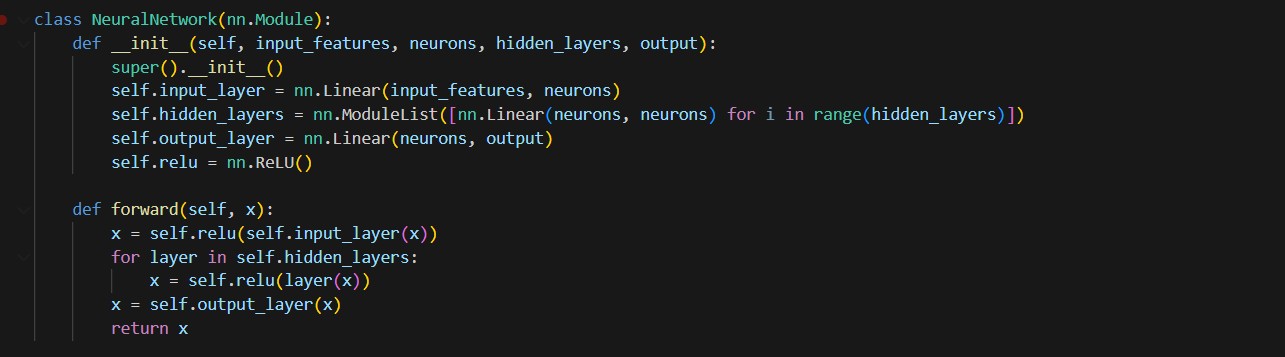 class NeuralNetwork(nn.Module):
    def __init__(self, input_features, neurons, hidden_layers, output):
        super().__init__()
        self.input_layer = nn.Linear(input_features, neurons)
        self.hidden_layers = nn.ModuleList([nn.Linear(neurons, neurons) for i in range(hidden_layers)])
        self.output_layer = nn.Linear(neurons, output)
        self.relu = nn.ReLU()

    def forward(self, x):
        x = self.relu(self.input_layer(x))
        for layer in self.hidden_layers:
            x = self.relu(layer(x))
        x = self.output_layer(x)
        return x